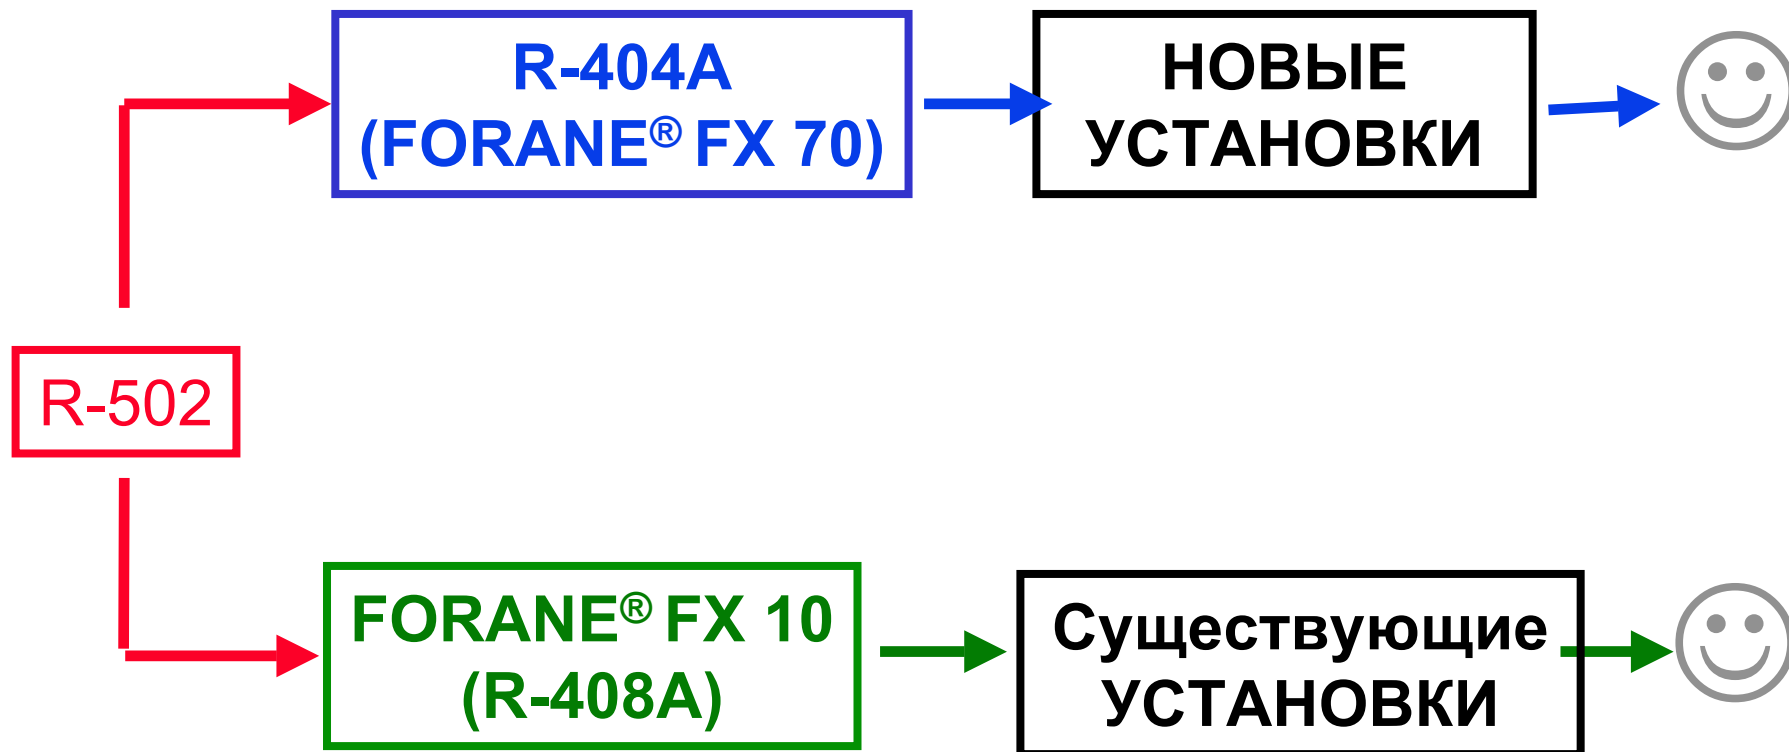 R-404A
(FORANE® FX 70)
НОВЫЕ
УСТАНОВКИ
R-502
FORANE® FX 10
(R-408A)
Существующие
УСТАНОВКИ